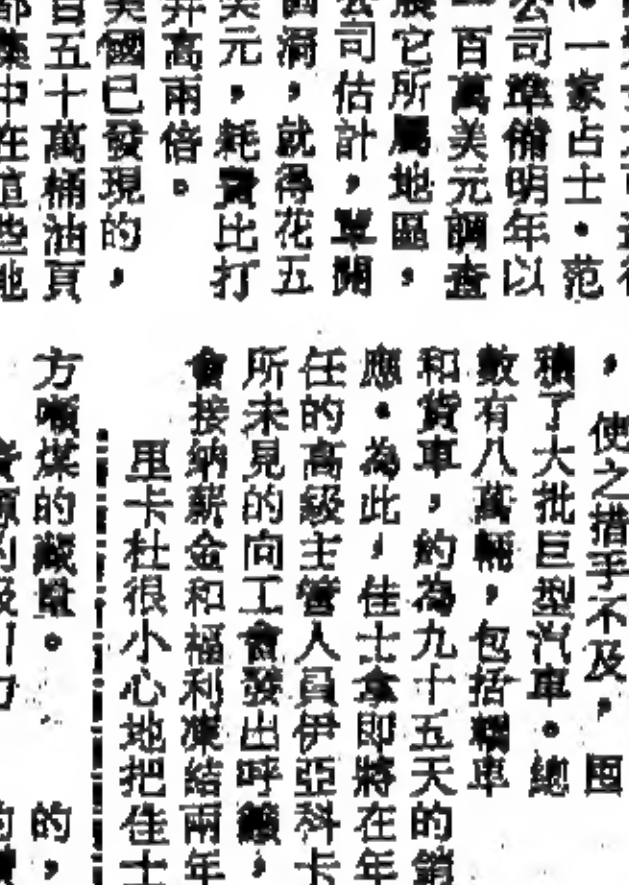 。一家占士·范
公司準備明年以
一百萬美元調查
展它所屬地區，
公司估計，單開
個洞，就得花五
美元，耗費比打
井高兩倍。
美國已發現的，
百五十萬桶油頁
都集中在這些地
，使之措手不及，囤
積了大批巨型汽車。總
數有八萬輛，包括轎車
和貨車，約為九十五天的銷
應。為此，佳士拿即將在年
任的高級主管人員伊亞科卡
所未見的向工會發出呼籲，
會接納薪金和福利凍結兩年
里卡杜很小心地把佳士
方噸煤的藏量。
的，